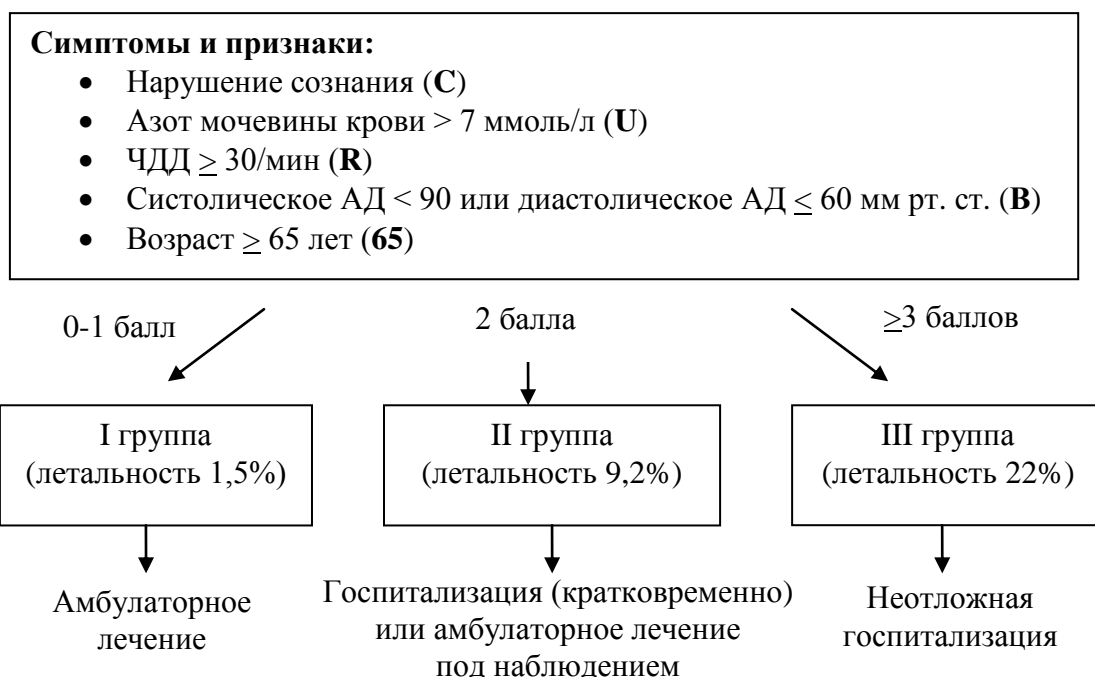 Симптомы и признаки:
• Нарушение сознания (C)
• Азот мочевины крови > 7 ммоль/л (U)
• ЧДД ≥ 30/мин (R)
• Систолическое АД < 90 или диастолическое АД ≤ 60 мм рт. ст. (B)
• Возраст ≥ 65 лет (65)
0-1 балл
2 балла
≥3 баллов
I группа
(летальность 1,5%)
II группа
(летальность 9,2%)
III группа
(летальность 22%)
Амбулаторное
лечение
Госпитализация (кратковременно)
или амбулаторное лечение
под наблюдением
Неотложная
госпитализация